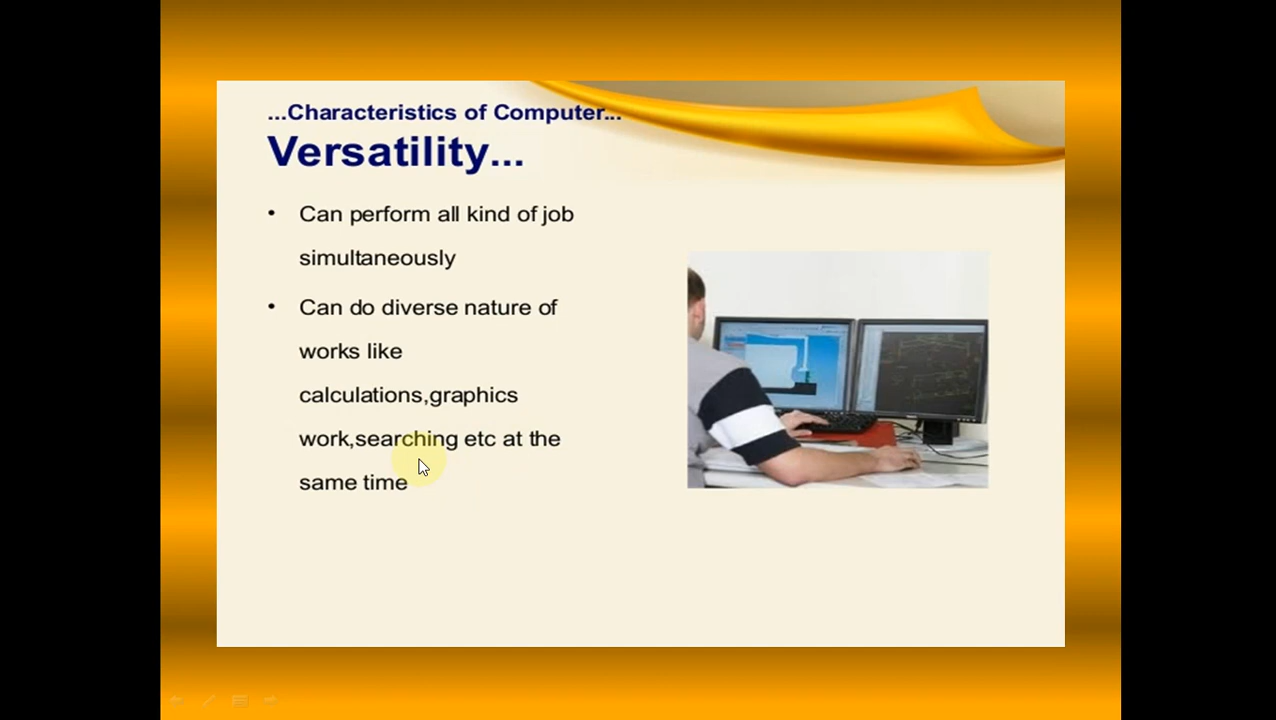 ...Characteristics of Computer...
Versatility...
• Can perform all kind of job
simultaneously
• Can do diverse nature of
works like
calculations,graphics
work,searching etc at the
same time